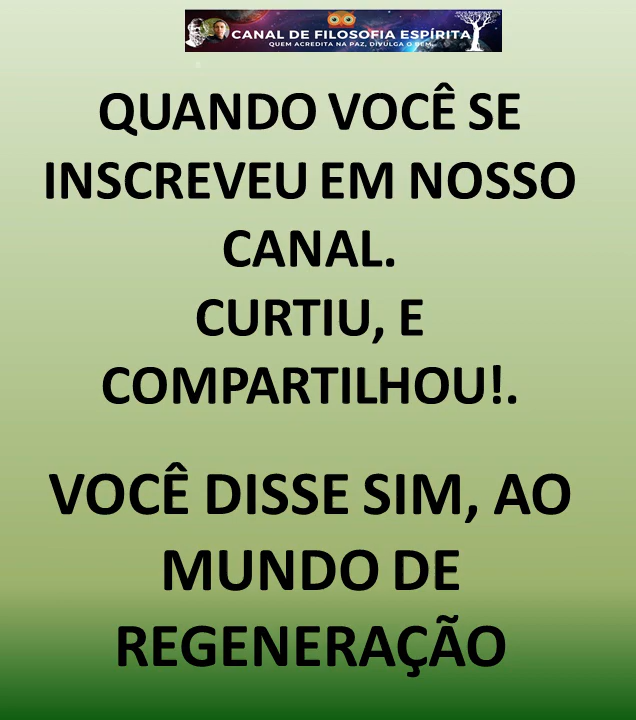 CANAL DE FILOSOFIA ESPÍRITA
QUEM ACREDITA NA PAZ, DIVULGA O BEM.
QUANDO VOCÊ SE
INSCREVEU EM NOSSO
CANAL.
CURTIU, E
COMPARTILHOU!.
VOCÊ DISSE SIM, AO
MUNDO DE
REGENERAÇÃO